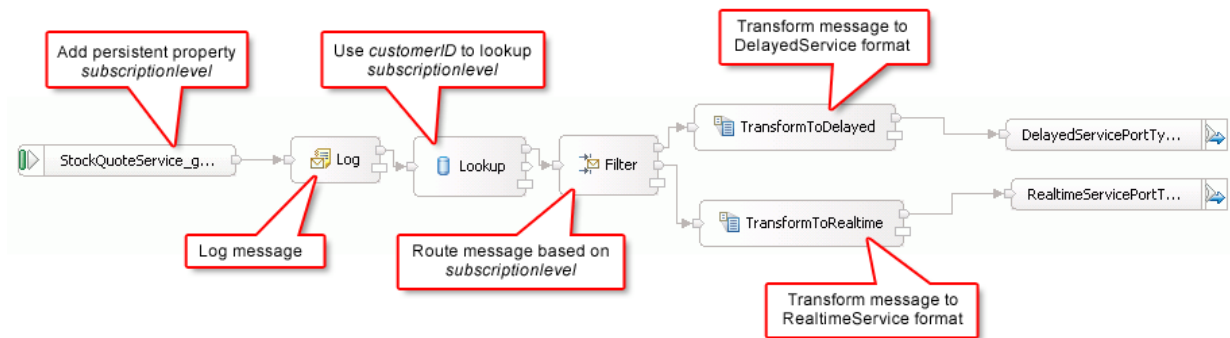 Add persistent property
subscriptionlevel
Use customerID to lookup
subscriptionlevel
Transform message to
DelayedService format
StockQuoteService_g...
Log
Lookup
Filter
TransformToDelayed
DelayedServicePortTy...
TransformToRealtime
RealtimeServicePortT...
Log message
Route message based on
subscriptionlevel
Transform message to
RealtimeService format